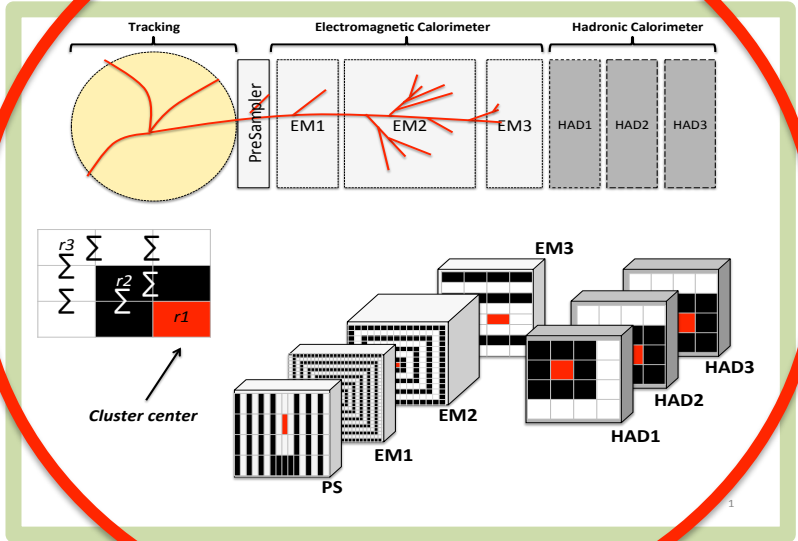 Tracking
Electromagnetic Calorimeter
Hadronic Calorimeter
PreSampler
EM1
EM2
EM3
HAD1
HAD2
HAD3
r3 ∑ ∑
∑ r2 ∑
∑ ∑ r1
Cluster center
EM3
HAD3
HAD2
EM2
HAD1
EM1
PS
1